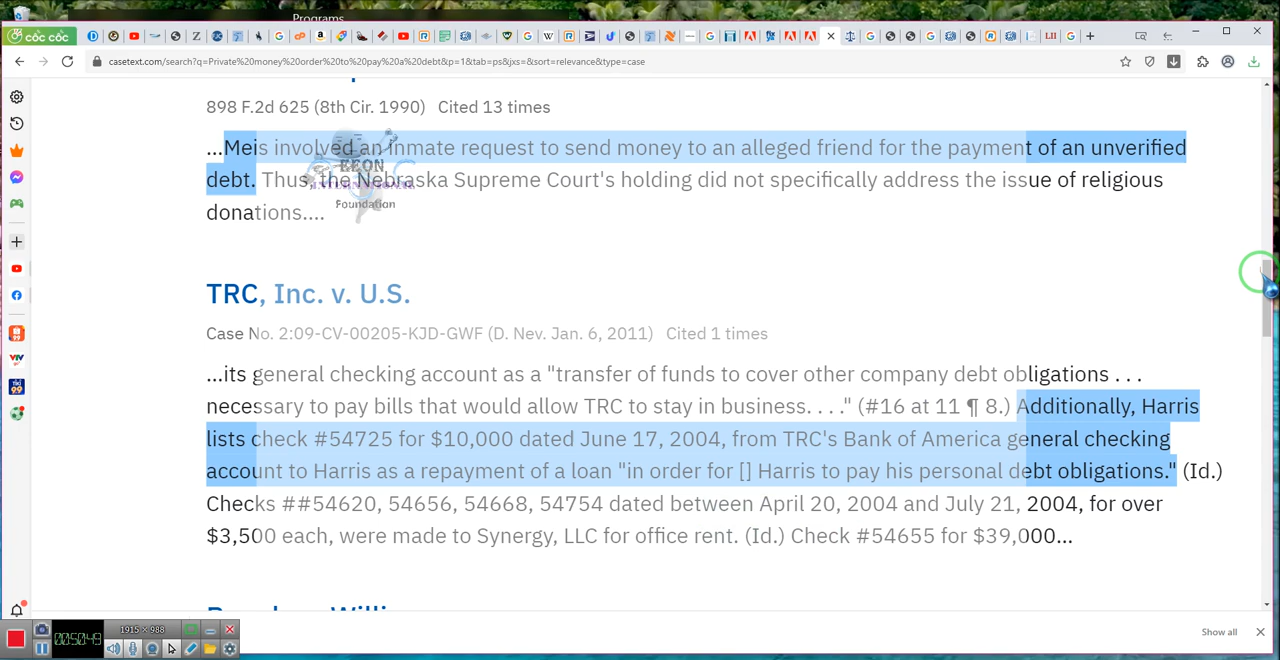 Programs
cốc cốc
casetext.com/search?q=Private%20money%20order%20to%20pay%20a%20debt&p=1&tab=ps&jxs=&sort=relevance&type=case
898 F.2d 625 (8th Cir. 1990) Cited 13 times
...Meis involved an inmate request to send money to an alleged friend for the payment of an unverified
debt. Thus, the Nebraska Supreme Court's holding did not specifically address the issue of religious
donations....
EEON
Foundation
TRC, Inc. v. U.S.
Case No. 2:09-CV-00205-KJD-GWF (D. Nev. Jan. 6, 2011) Cited 1 times
...its general checking account as a "transfer of funds to cover other company debt obligations . . .
necessary to pay bills that would allow TRC to stay in business. . . ." (#16 at 11 ¶ 8.) Additionally, Harris
lists check #54725 for $10,000 dated June 17, 2004, from TRC's Bank of America general checking
account to Harris as a repayment of a loan "in order for [] Harris to pay his personal debt obligations." (Id.)
Checks ##54620, 54656, 54668, 54754 dated between April 20, 2004 and July 21, 2004, for over
$3,500 each, were made to Synergy, LLC for office rent. (Id.) Check #54655 for $39,000...
Show all
1915 × 988
005049